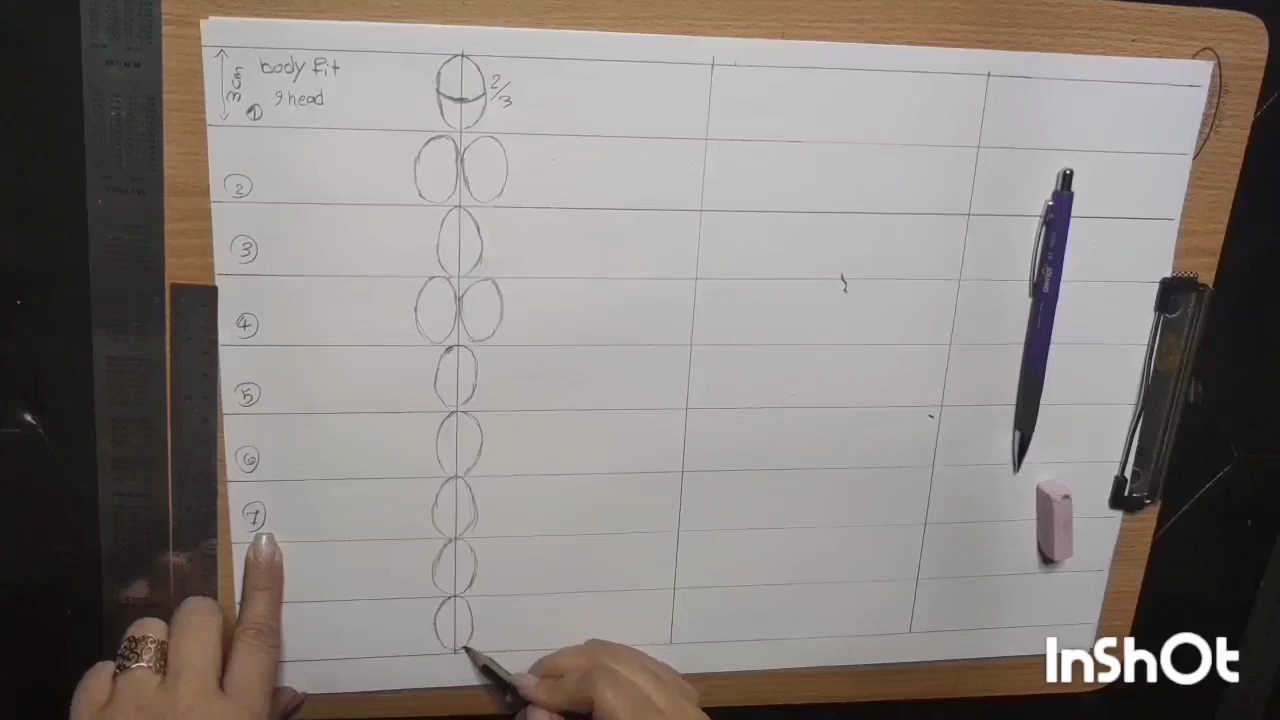 3cm
body fit
9 head
2/3
①
②
③
④
⑤
⑥
⑦
InShOt